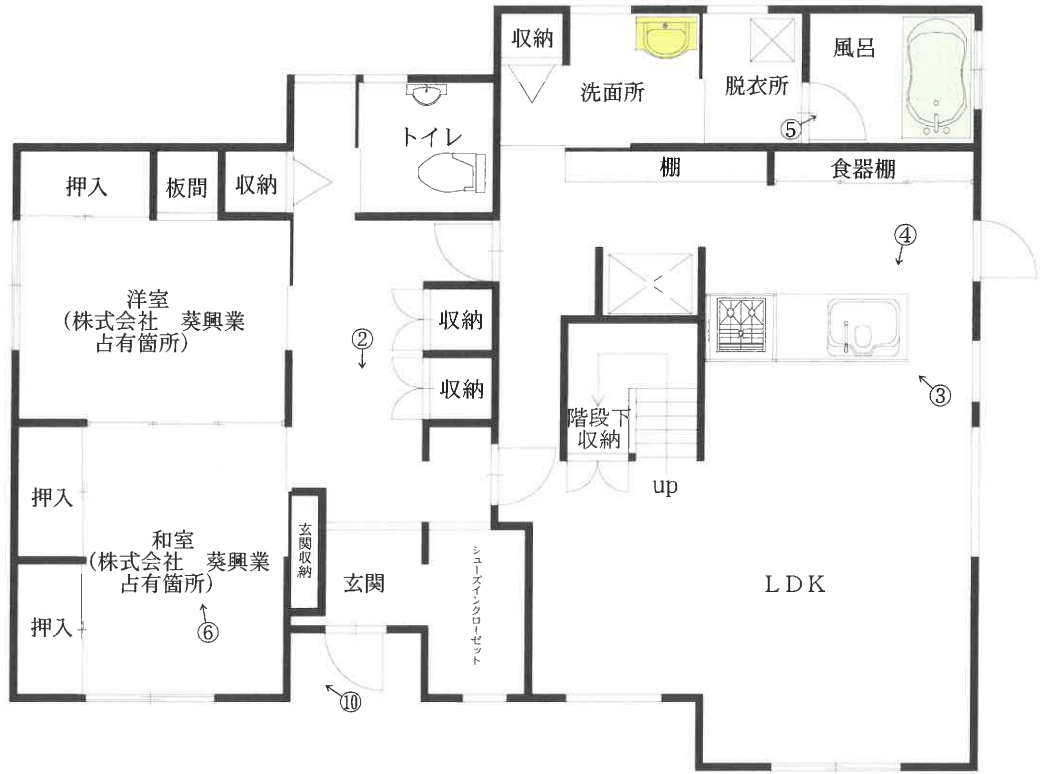 収納
洗面所
脱衣所
風呂
⑤
トイレ
押入
板間
収納
棚
食器棚
④
洋室
(株式会社　葵興業
占有箇所)
②
収納
収納
③
階段下
収納
up
押入
和室
(株式会社　葵興業
占有箇所)
玄関収納
玄関
シューズインクローゼット
LDK
押入
⑥
⑩